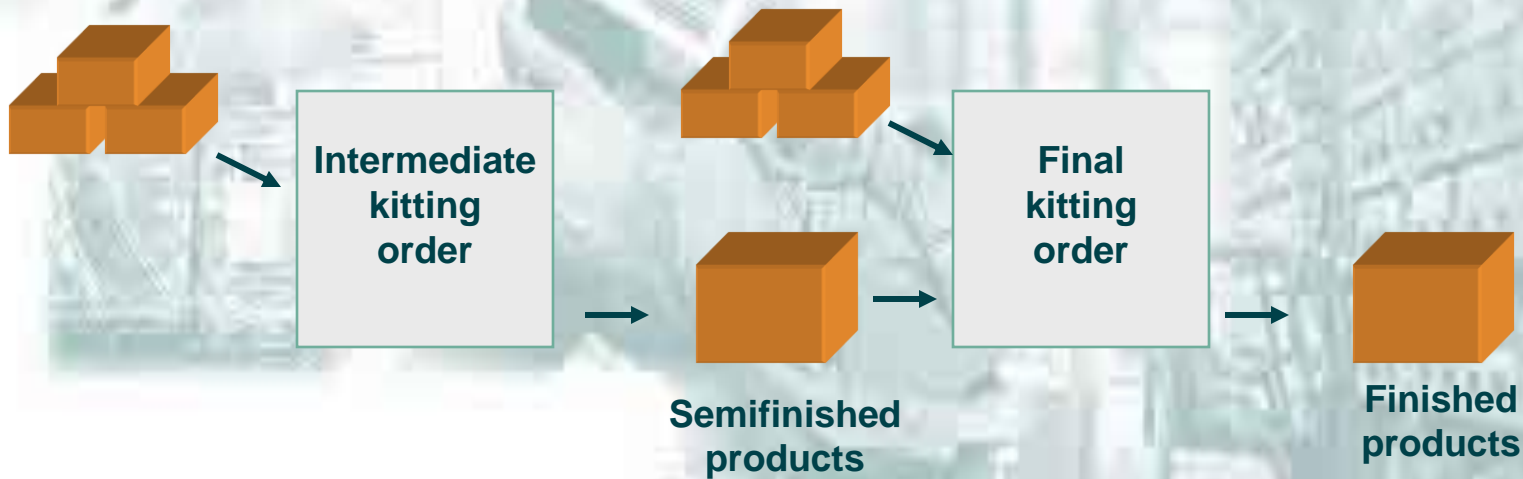 Intermediate
kitting
order
Final
kitting
order
Semifinished
products
Finished
products